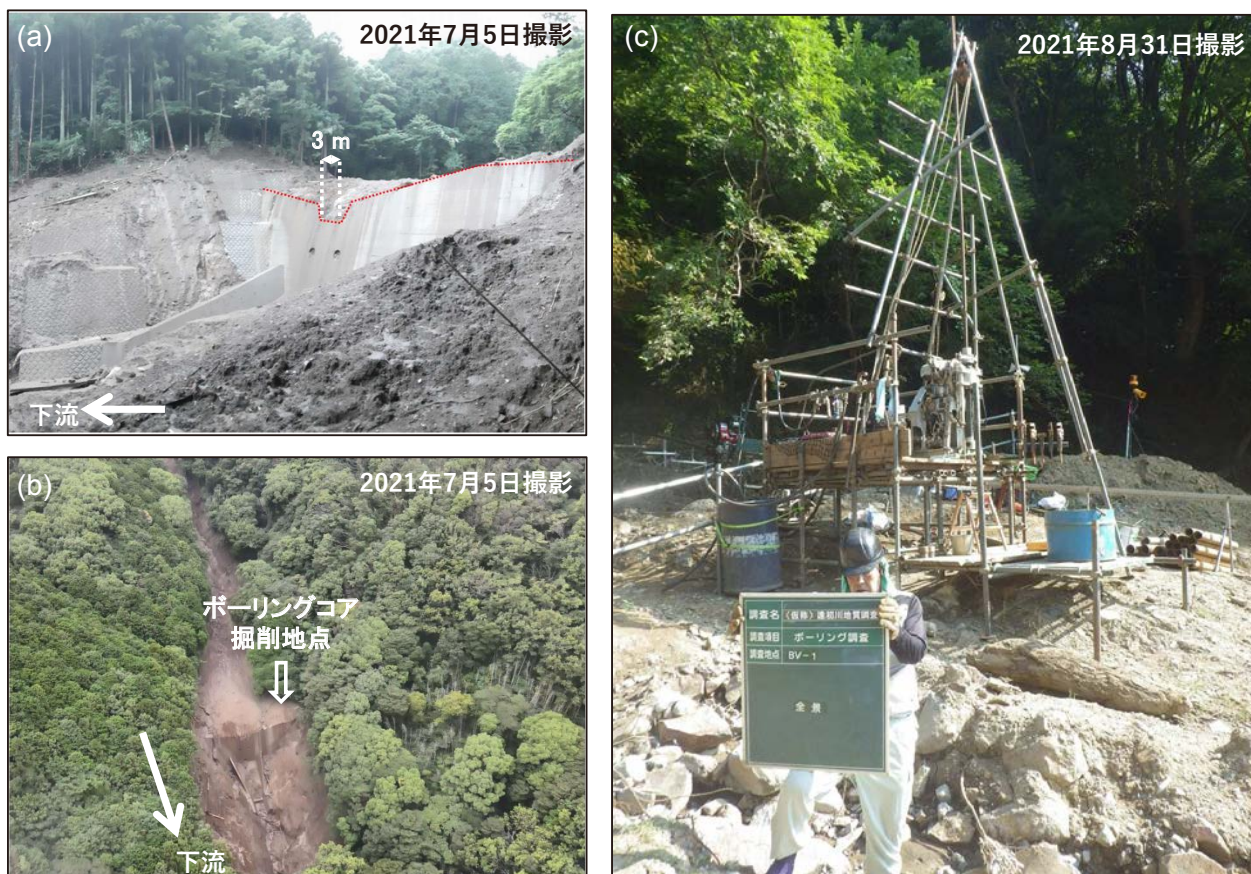 (a)
2021年7月5日撮影
3 m
下流
(b)
2021年7月5日撮影
ボーリングコア
掘削地点
下流
(c)
2021年8月31日撮影
調査名 (仮称)逢初川地質調査
調査項目 ボーリング調査
調査地点 BV-1
全景